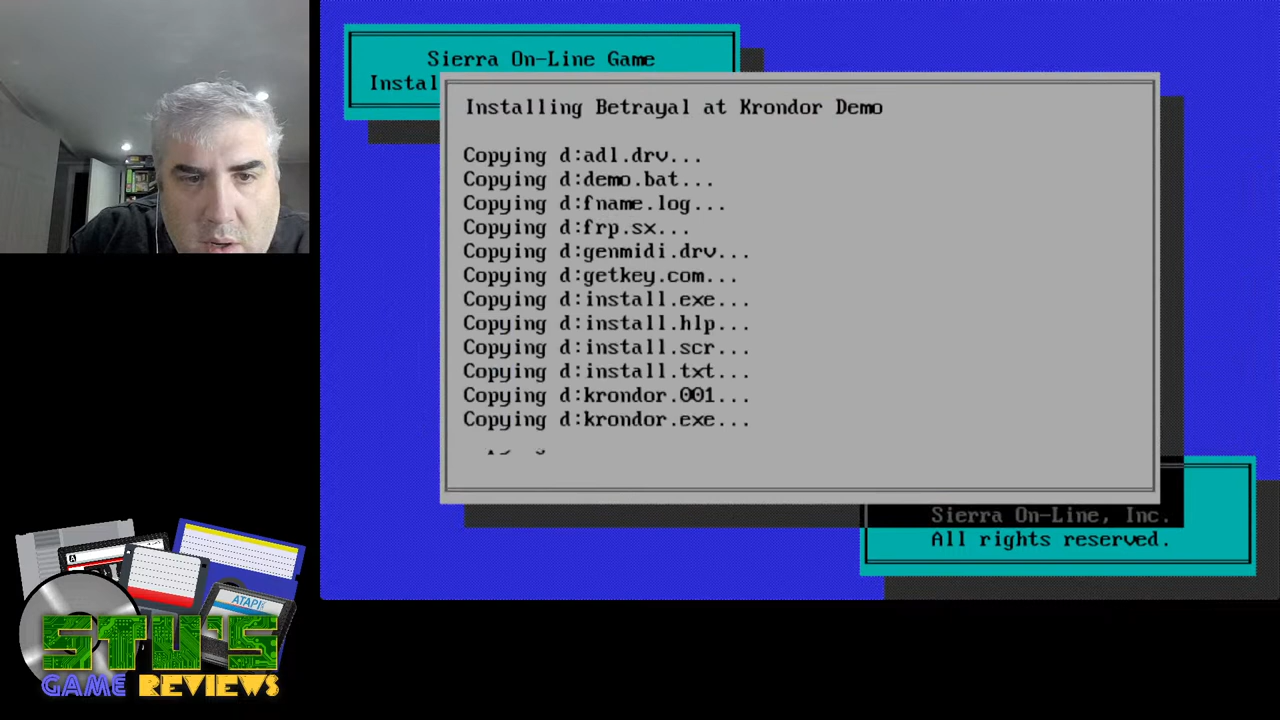 Sierra On-Line Game
Instal
Installing Betrayal at Krondor Demo
Copying d:adl.drv...
Copying d:demo.bat...
Copying d:fname.log...
Copying d:frp.sx...
Copying d:genmidi.drv...
Copying d:getkey.com...
Copying d:install.exe...
Copying d:install.hlp...
Copying d:install.scr...
Copying d:install.txt...
Copying d:krondor.001...
Copying d:krondor.exe...
Sierra On-Line, Inc.
All rights reserved.
A
ATARI
STU'S
GAME REVIEWS